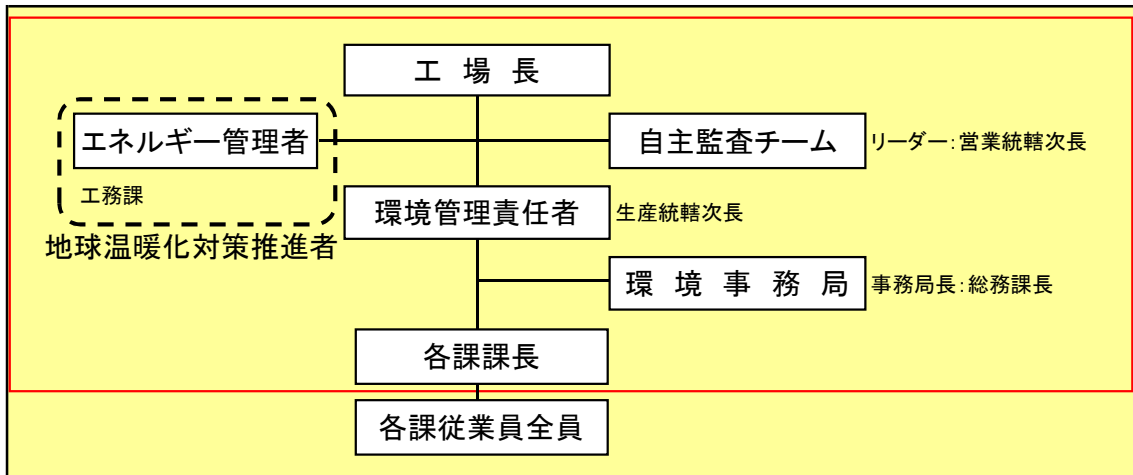 工 場 長
エネルギー管理者
自主監査チーム
リーダー:営業統轄次長
工務課
環境管理責任者
生産統轄次長
地球温暖化対策推進者
環 境 事 務 局
事務局長:総務課長
各課課長
各課従業員全員